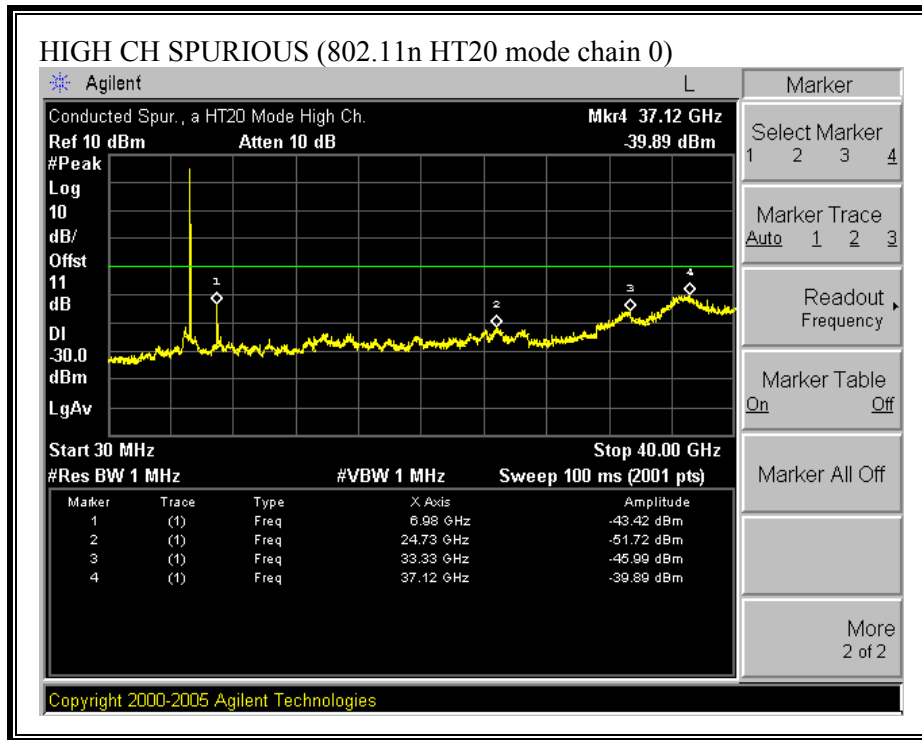 HIGH CH SPURIOUS (802.11n HT20 mode chain 0)
Agilent L
Conducted Spur., a HT20 Mode High Ch. Mkr4 37.12 GHz
Ref 10 dBm Atten 10 dB -39.89 dBm
#Peak
Log
10
dB/
Offst
11
dB
DI
-30.0
dBm
LgAv
1
2
3
4
Start 30 MHz Stop 40.00 GHz
#Res BW 1 MHz #VBW 1 MHz Sweep 100 ms (2001 pts)
Marker Trace Type X Axis Amplitude
1 (1) Freq 6.98 GHz -43.42 dBm
2 (1) Freq 24.73 GHz -51.72 dBm
3 (1) Freq 33.33 GHz -45.99 dBm
4 (1) Freq 37.12 GHz -39.89 dBm
Copyright 2000-2005 Agilent Technologies
Marker
Select Marker
1 2 3 4
Marker Trace
Auto 1 2 3
Readout
Frequency
Marker Table
On Off
Marker All Off
More
2 of 2